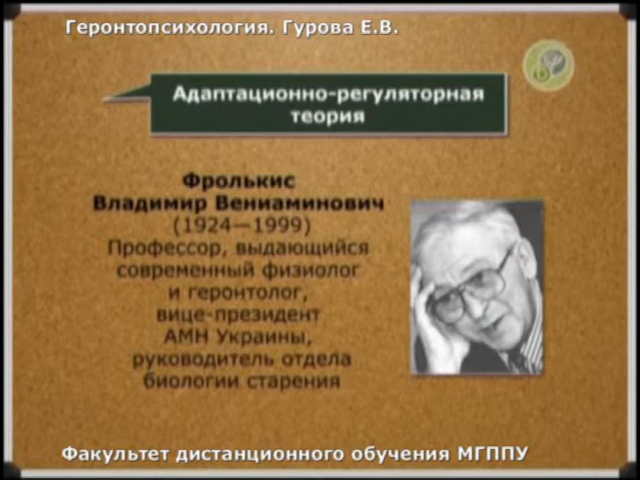 Геронтопсихология. Гурова Е.В.
Адаптационно-регуляторная
теория
Фролькис
Владимир Вениаминович
(1924—1999)
Профессор, выдающийся
современный физиолог
и геронтолог,
вице-президент
АМН Украины,
руководитель отдела
биологии старения
Факультет дистанционного обучения МГППУ